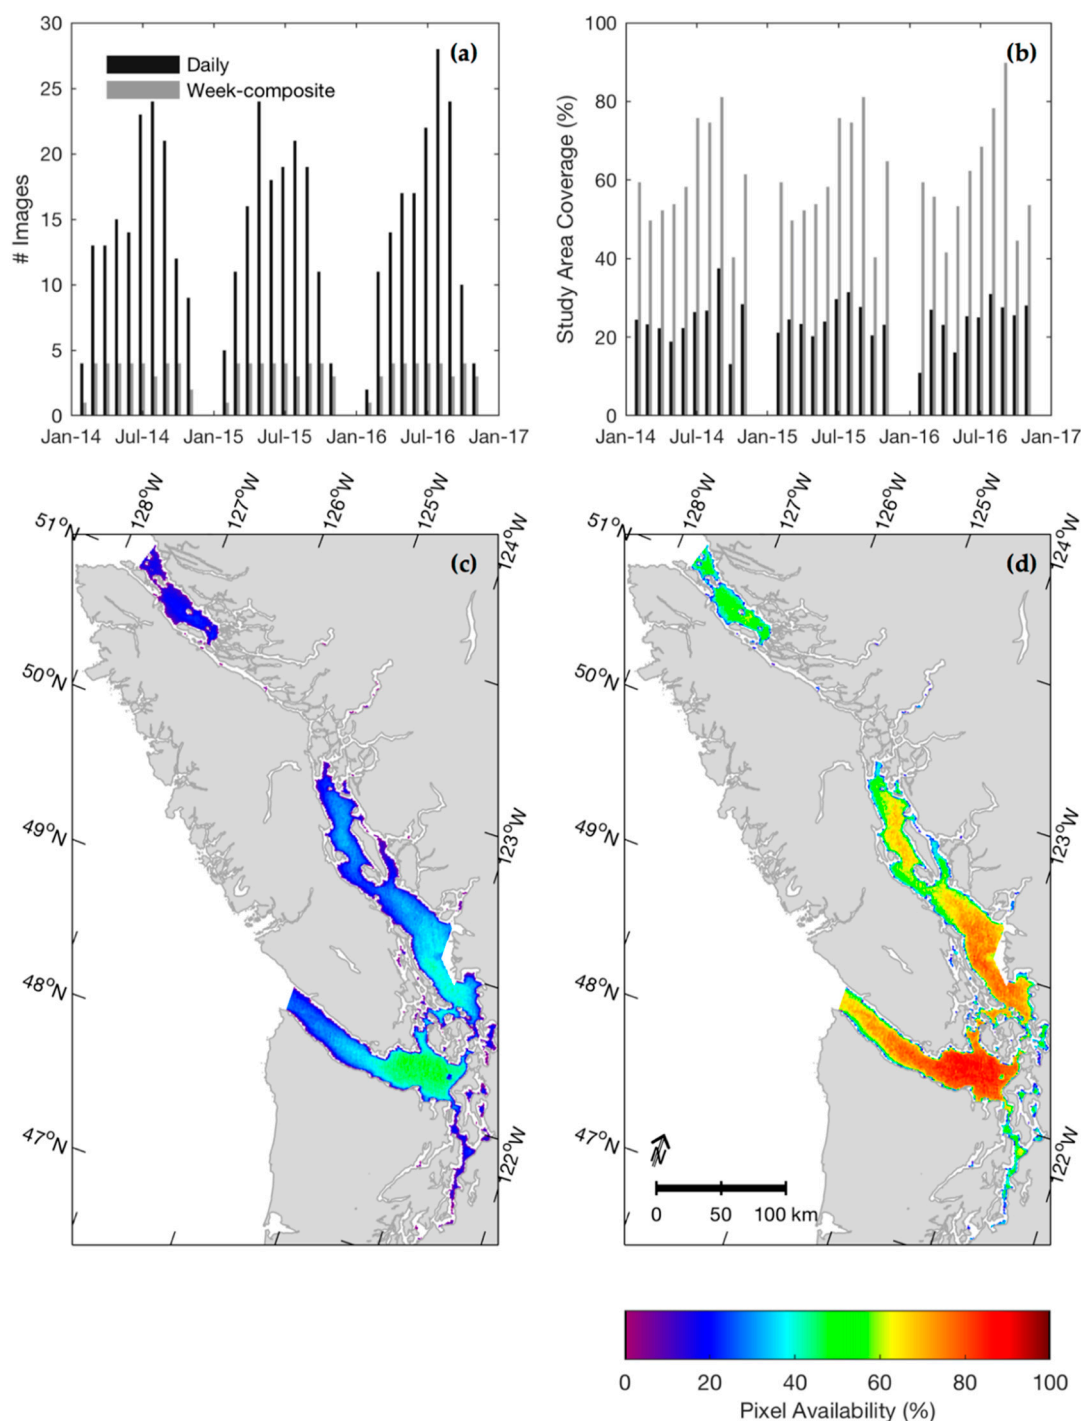 30
25
20
15
10
5
0
# Images
(a)
Daily
Week-composite
Jan-14 Jul-14 Jan-15 Jul-15 Jan-16 Jul-16 Jan-17
100
80
60
40
20
0
Study Area Coverage (%)
(b)
Jan-14 Jul-14 Jan-15 Jul-15 Jan-16 Jul-16 Jan-17
128°W 127°W 126°W 125°W 124°W
51°N
(c)
50°N
49°N
123°W
48°N
47°N
122°W
128°W 127°W 126°W 125°W 124°W
51°N
(d)
50°N
49°N
123°W
48°N
47°N
122°W
N
0 50 100 km
0 20 40 60 80 100
Pixel Availability (%)